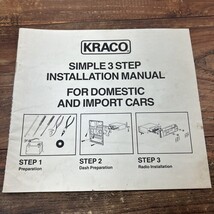 KRACO
SIMPLE 3 STEP
INSTALLATION MANUAL
FOR DOMESTIC
AND IMPORT CARS
STEP 1
Preparation
STEP 2
Dash Preparation
STEP 3
Radio Installation